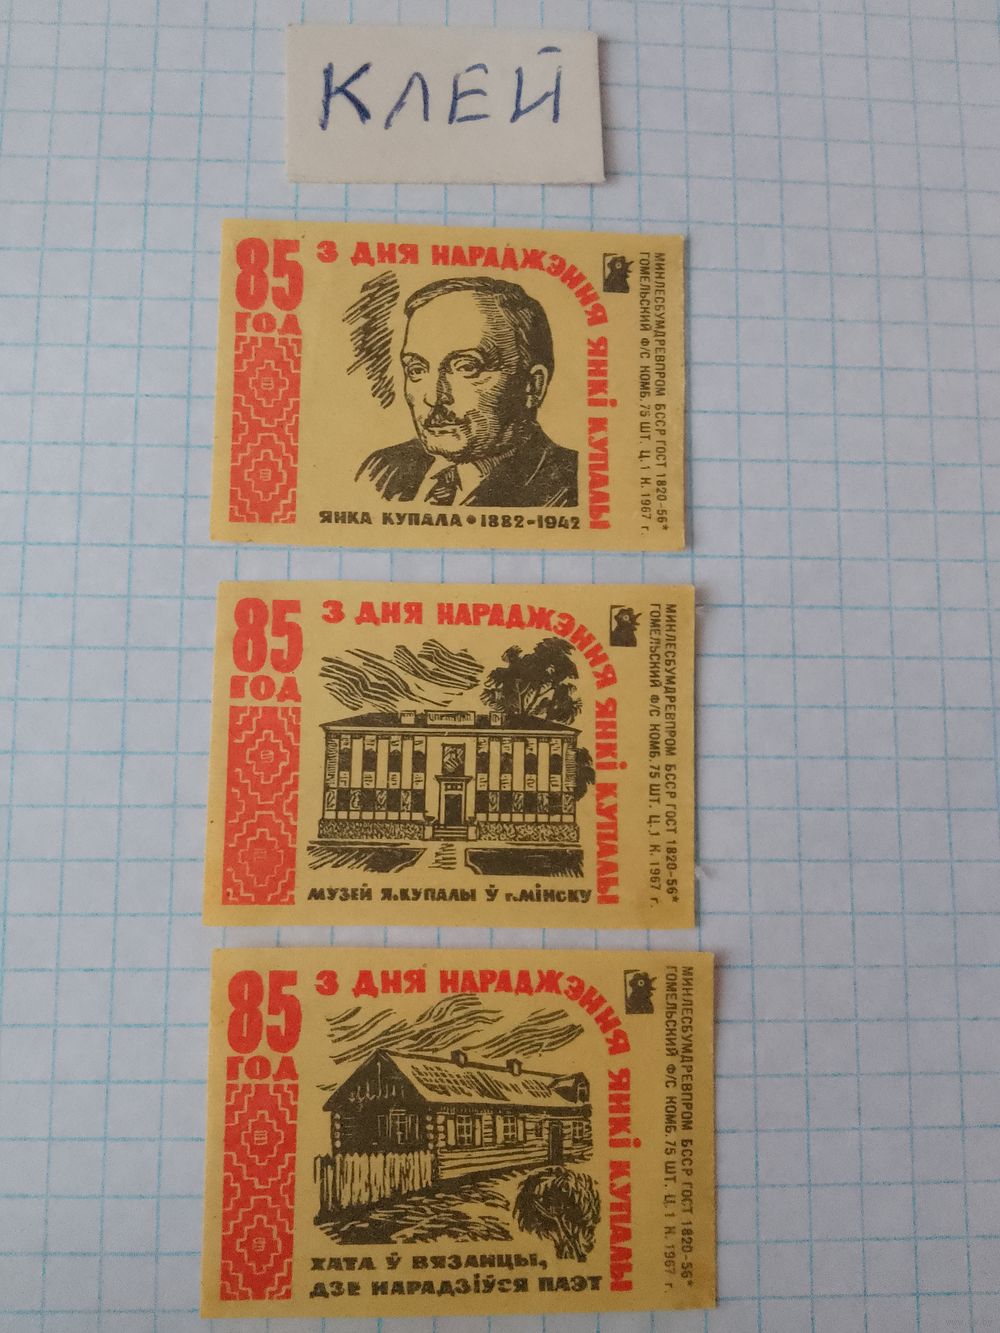 КЛЕЙ
85
ГОД
З ДНЯ НАРАДЖЭННЯ ЯНКІ КУПАЛЫ
ЯНКА КУПАЛА • 1882-1942
МИНЛЕСБУМДРЕВПРОМ БССР ГОСТ 1820-56*
ГОМЕЛЬСКИЙ Ф/С КОМБ. 75 ШТ. Ц. 1 К. 1967 г.
85
ГОД
З ДНЯ НАРАДЖЭННЯ ЯНКІ КУПАЛЫ
МУЗЕЙ Я.КУПАЛЫ Ў г.МІНСКУ
МИНЛЕСБУМДРЕВПРОМ БССР ГОСТ 1820-56*
ГОМЕЛЬСКИЙ Ф/С КОМБ. 75 ШТ. Ц. 1 К. 1967 г.
85
ГОД
З ДНЯ НАРАДЖЭННЯ ЯНКІ КУПАЛЫ
ХАТА Ў ВЯЗАНЦЫ,
ДЗЕ НАРАДЗІЎСЯ ПАЭТ
МИНЛЕСБУМДРЕВПРОМ БССР ГОСТ 1820-56*
ГОМЕЛЬСКИЙ Ф/С КОМБ. 75 ШТ. Ц. 1 К. 1967 г.